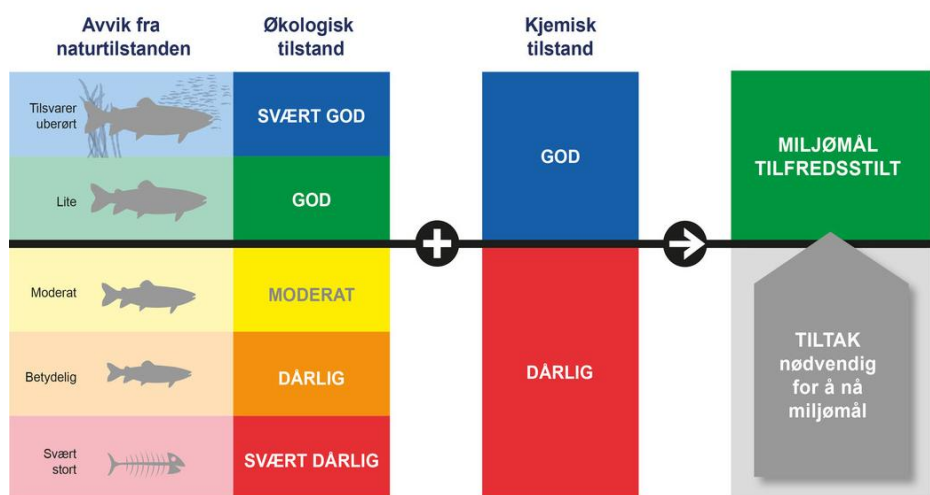 Avvik fra
naturtilstanden
Økologisk
tilstand
Kjemisk
tilstand
Tilsvarer
uberørt
SVÆRT GOD
Lite
GOD
Moderat
MODERAT
Betydelig
DÅRLIG
Svært
stort
SVÆRT DÅRLIG
GOD
DÅRLIG
MILJØMÅL
TILFREDSSTILT
TILTAK
nødvendig
for å nå
miljømål